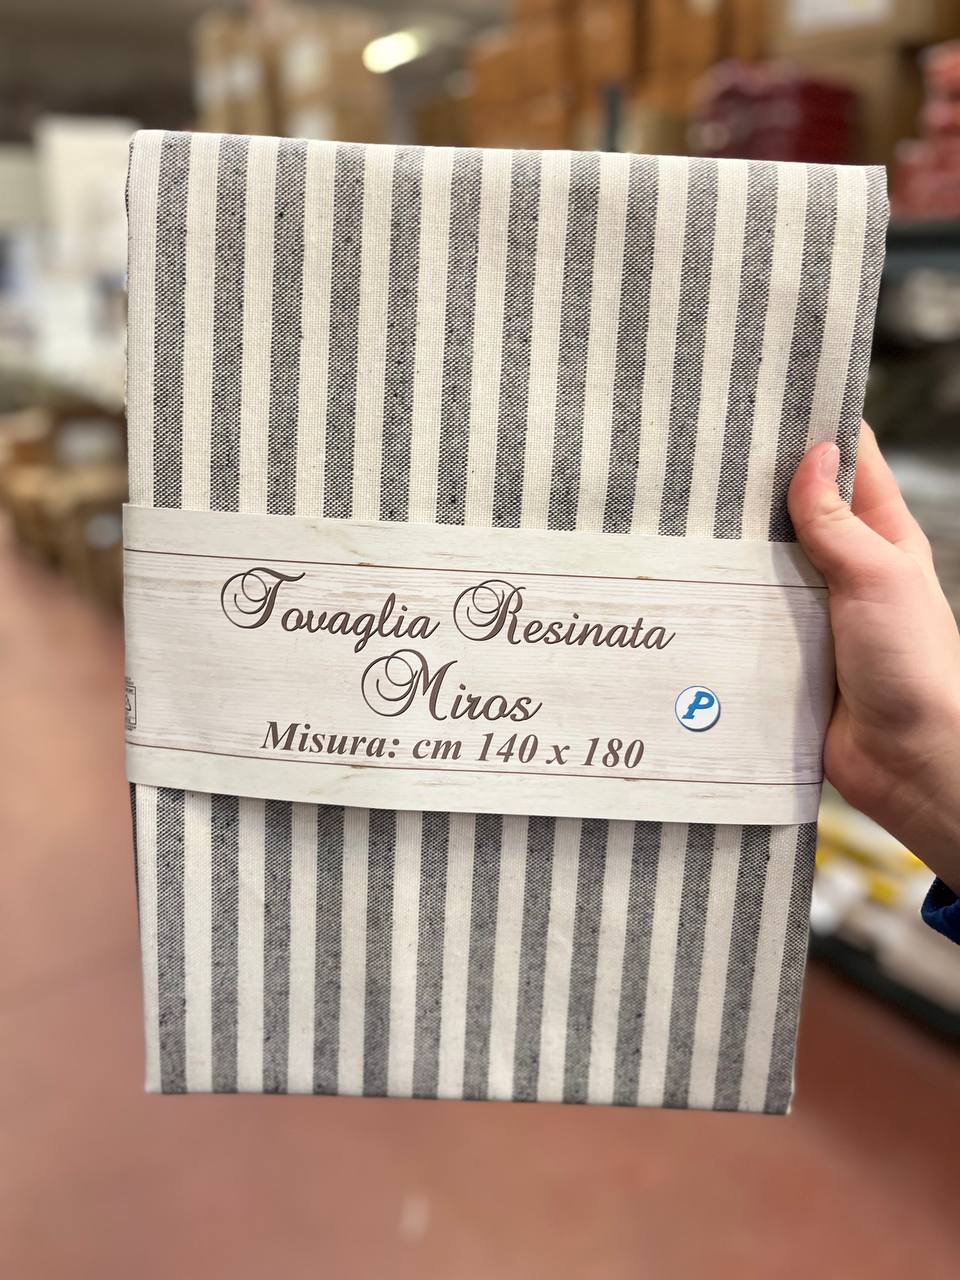 Tovaglia Resinata
Miros
P
Misura: cm 140 x 180